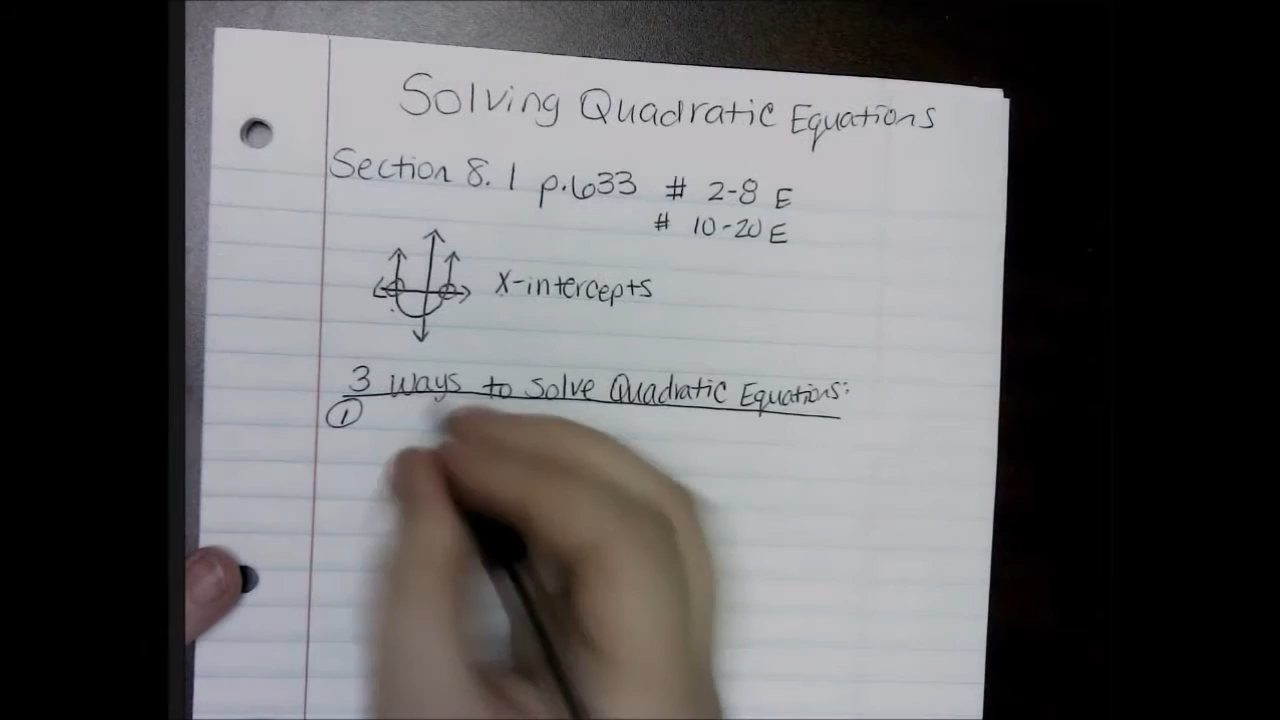 Solving Quadratic Equations
Section 8.1 p.633 # 2-8 E
# 10-20 E
x-intercepts
3 ways to Solve Quadratic Equations:
①